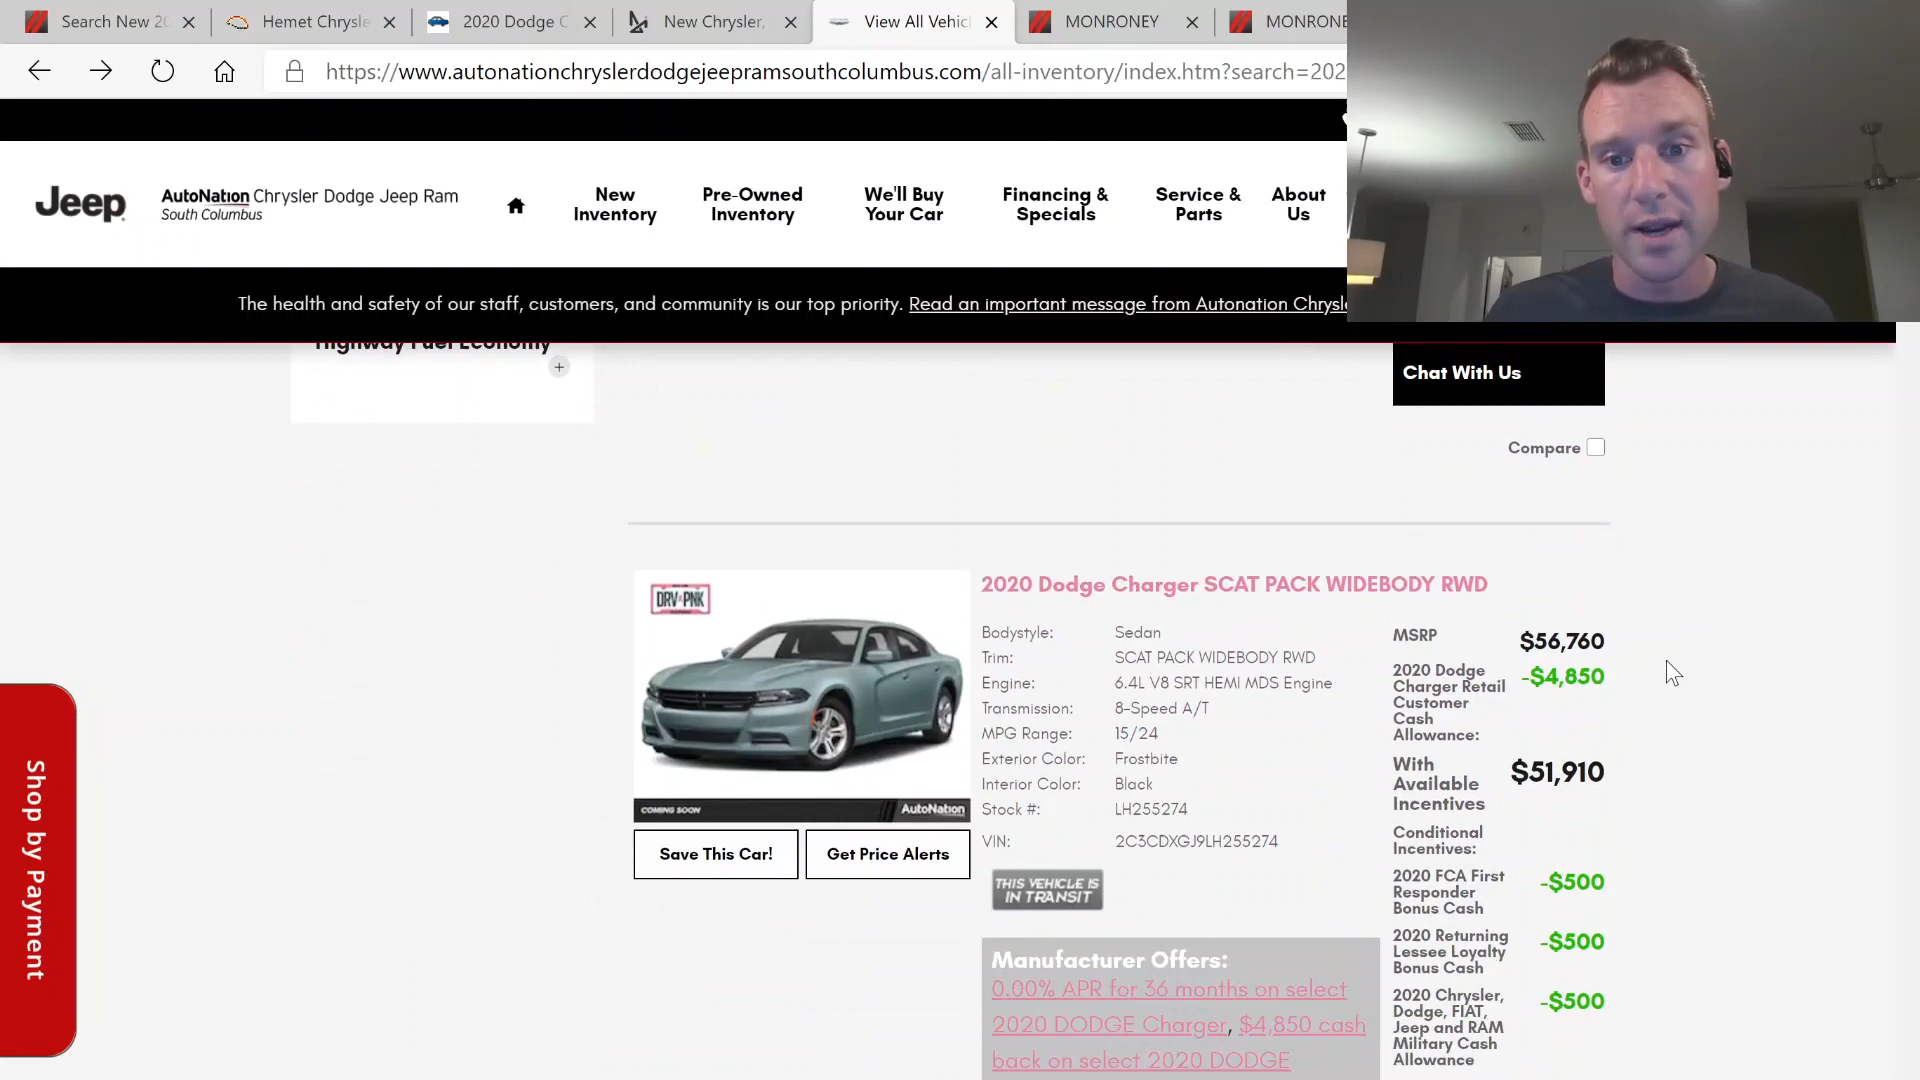 Search New 20
Hemet Chrysle
2020 Dodge C
New Chrysler,
View All Vehicl
MONRONEY
MONRONE
https://www.autonationchryslerdodgejeepramsouthcolumbus.com/all-inventory/index.htm?search=202
Jeep
AutoNation Chrysler Dodge Jeep Ram
South Columbus
New
Inventory
Pre-Owned
Inventory
We'll Buy
Your Car
Financing &
Specials
Service &
Parts
About
Us
The health and safety of our staff, customers, and community is our top priority. Read an important message from Autonation Chrysl
Highway Fuel Economy
+
Chat With Us
Compare
DRV PNK
COMING SOON
AutoNation
Save This Car!
Get Price Alerts
2020 Dodge Charger SCAT PACK WIDEBODY RWD
Bodystyle: Sedan
Trim: SCAT PACK WIDEBODY RWD
Engine: 6.4L V8 SRT HEMI MDS Engine
Transmission: 8-Speed A/T
MPG Range: 15/24
Exterior Color: Frostbite
Interior Color: Black
Stock #: LH255274
VIN: 2C3CDXGJ9LH255274
THIS VEHICLE IS
IN TRANSIT
Manufacturer Offers:
0.00% APR for 36 months on select
2020 DODGE Charger, $4,850 cash
back on select 2020 DODGE
MSRP $56,760
2020 Dodge -$4,850
Charger Retail
Customer
Cash
Allowance:
With
Available $51,910
Incentives
Conditional
Incentives:
2020 FCA First -$500
Responder
Bonus Cash
2020 Returning -$500
Lessee Loyalty
Bonus Cash
2020 Chrysler, -$500
Dodge, FIAT,
Jeep and RAM
Military Cash
Allowance
Shop by Payment